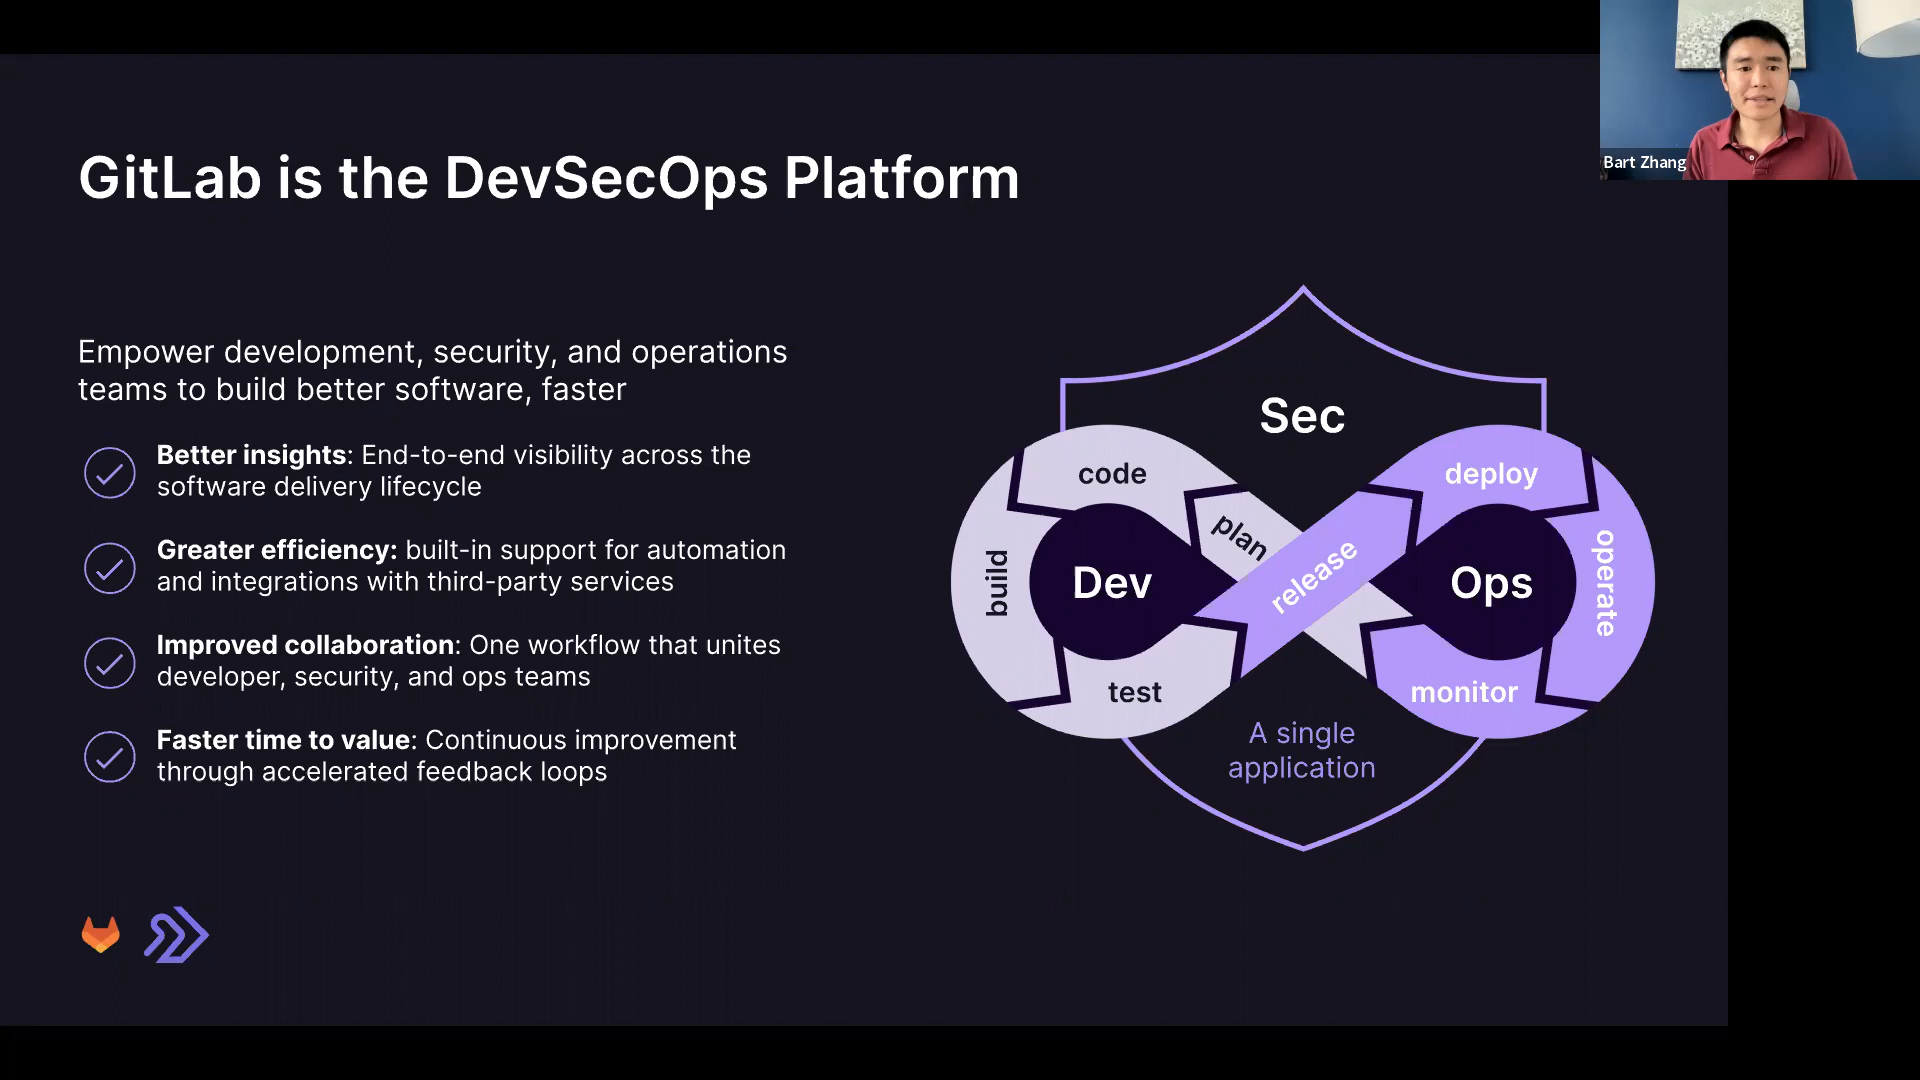 GitLab is the DevSecOps Platform
Bart Zhang
Empower development, security, and operations
teams to build better software, faster
Better insights: End-to-end visibility across the
software delivery lifecycle
Greater efficiency: built-in support for automation
and integrations with third-party services
Improved collaboration: One workflow that unites
developer, security, and ops teams
Faster time to value: Continuous improvement
through accelerated feedback loops
Sec
code
deploy
plan
release
build
Dev
Ops
operate
test
monitor
A single
application